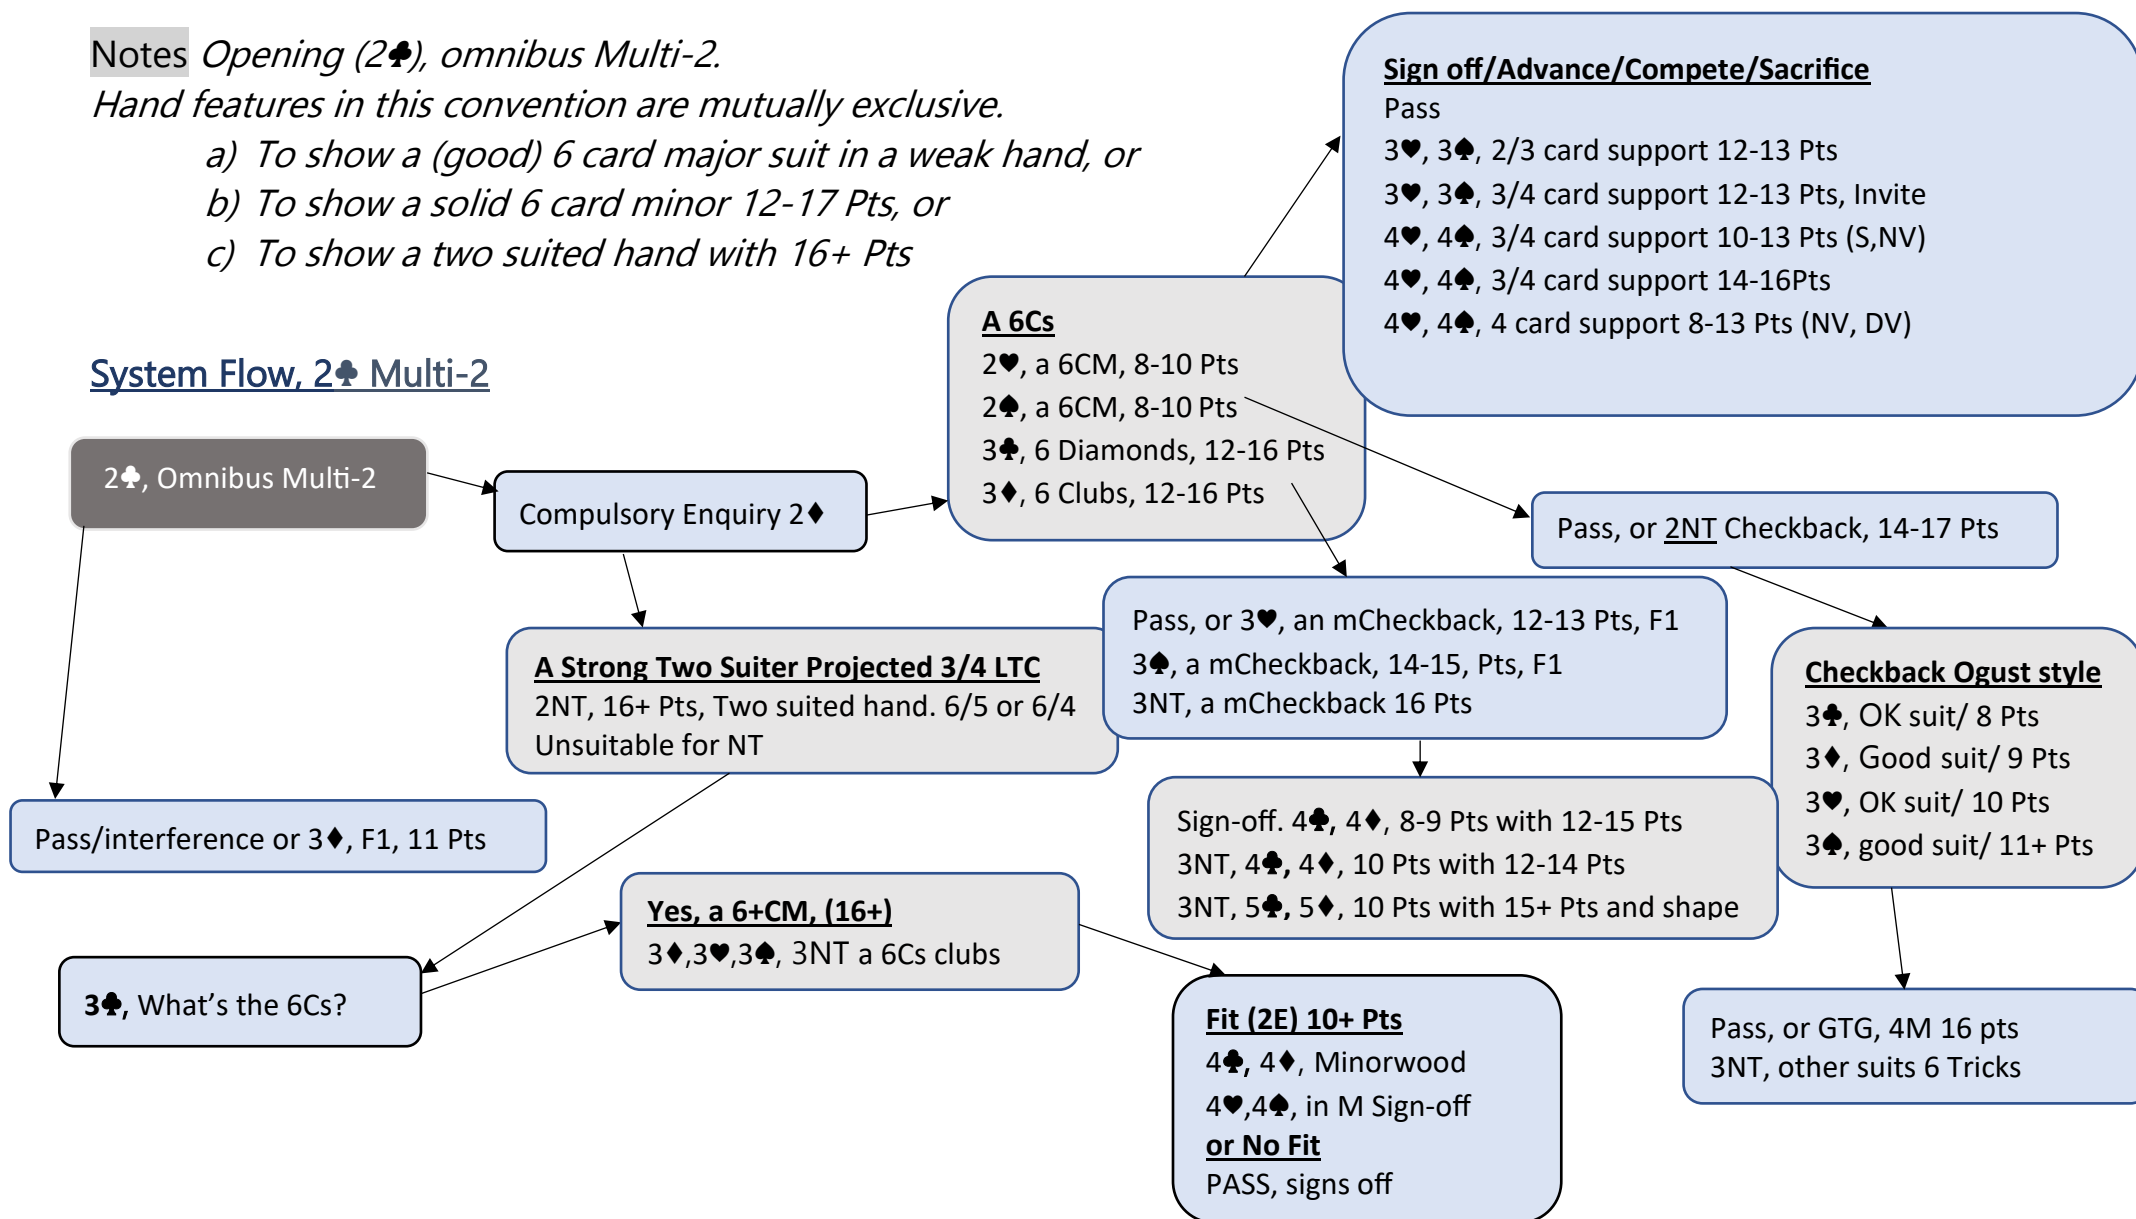 Notes Opening (2♣), omnibus Multi-2.
Hand features in this convention are mutually exclusive.
a) To show a (good) 6 card major suit in a weak hand, or
b) To show a solid 6 card minor 12-17 Pts, or
c) To show a two suited hand with 16+ Pts
System Flow, 2♣ Multi-2
2♣, Omnibus Multi-2
Compulsory Enquiry 2♦
A 6Cs
2♥, a 6CM, 8-10 Pts
2♠, a 6CM, 8-10 Pts
3♣, 6 Diamonds, 12-16 Pts
3♦, 6 Clubs, 12-16 Pts
Sign off/Advance/Compete/Sacrifice
Pass
3♥, 3♠, 2/3 card support 12-13 Pts
3♥, 3♠, 3/4 card support 12-13 Pts, Invite
4♥, 4♠, 3/4 card support 10-13 Pts (S,NV)
4♥, 4♠, 3/4 card support 14-16Pts
4♥, 4♠, 4 card support 8-13 Pts (NV, DV)
Pass, or 2NT Checkback, 14-17 Pts
Pass, or 3♥, an mCheckback, 12-13 Pts, F1
3♠, a mCheckback, 14-15, Pts, F1
3NT, a mCheckback 16 Pts
A Strong Two Suiter Projected 3/4 LTC
2NT, 16+ Pts, Two suited hand. 6/5 or 6/4
Unsuitable for NT
Checkback Ogust style
3♣, OK suit/ 8 Pts
3♦, Good suit/ 9 Pts
3♥, OK suit/ 10 Pts
3♠, good suit/ 11+ Pts
Pass/interference or 3♦, F1, 11 Pts
Sign-off. 4♣, 4♦, 8-9 Pts with 12-15 Pts
3NT, 4♣, 4♦, 10 Pts with 12-14 Pts
3NT, 5♣, 5♦, 10 Pts with 15+ Pts and shape
Yes, a 6+CM, (16+)
3♦,3♥,3♠, 3NT a 6Cs clubs
3♣, What's the 6Cs?
Fit (2E) 10+ Pts
4♣, 4♦, Minorwood
4♥,4♠, in M Sign-off
or No Fit
PASS, signs off
Pass, or GTG, 4M 16 pts
3NT, other suits 6 Tricks